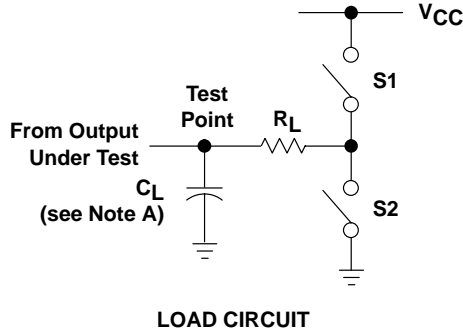 VCC
S1
Test
Point
RL
From Output
Under Test
CL
(see Note A)
S2
LOAD CIRCUIT